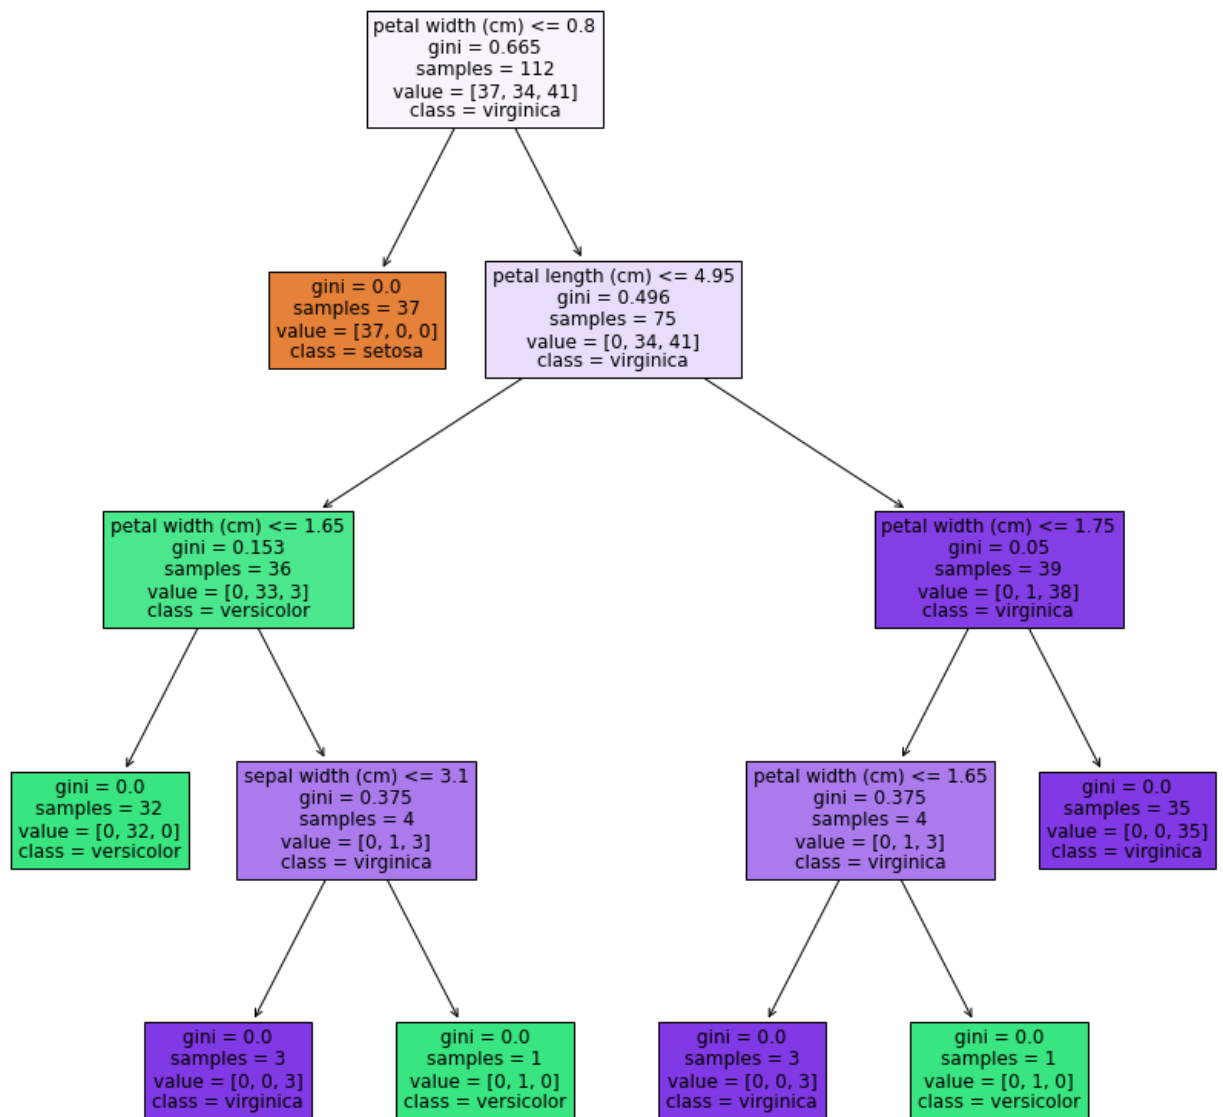 petal width (cm) <= 0.8
gini = 0.665
samples = 112
value = [37, 34, 41]
class = virginica
gini = 0.0
samples = 37
value = [37, 0, 0]
class = setosa
petal length (cm) <= 4.95
gini = 0.496
samples = 75
value = [0, 34, 41]
class = virginica
petal width (cm) <= 1.65
gini = 0.153
samples = 36
value = [0, 33, 3]
class = versicolor
petal width (cm) <= 1.75
gini = 0.05
samples = 39
value = [0, 1, 38]
class = virginica
gini = 0.0
samples = 32
value = [0, 32, 0]
class = versicolor
sepal width (cm) <= 3.1
gini = 0.375
samples = 4
value = [0, 1, 3]
class = virginica
petal width (cm) <= 1.65
gini = 0.375
samples = 4
value = [0, 1, 3]
class = virginica
gini = 0.0
samples = 35
value = [0, 0, 35]
class = virginica
gini = 0.0
samples = 3
value = [0, 0, 3]
class = virginica
gini = 0.0
samples = 1
value = [0, 1, 0]
class = versicolor
gini = 0.0
samples = 3
value = [0, 0, 3]
class = virginica
gini = 0.0
samples = 1
value = [0, 1, 0]
class = versicolor